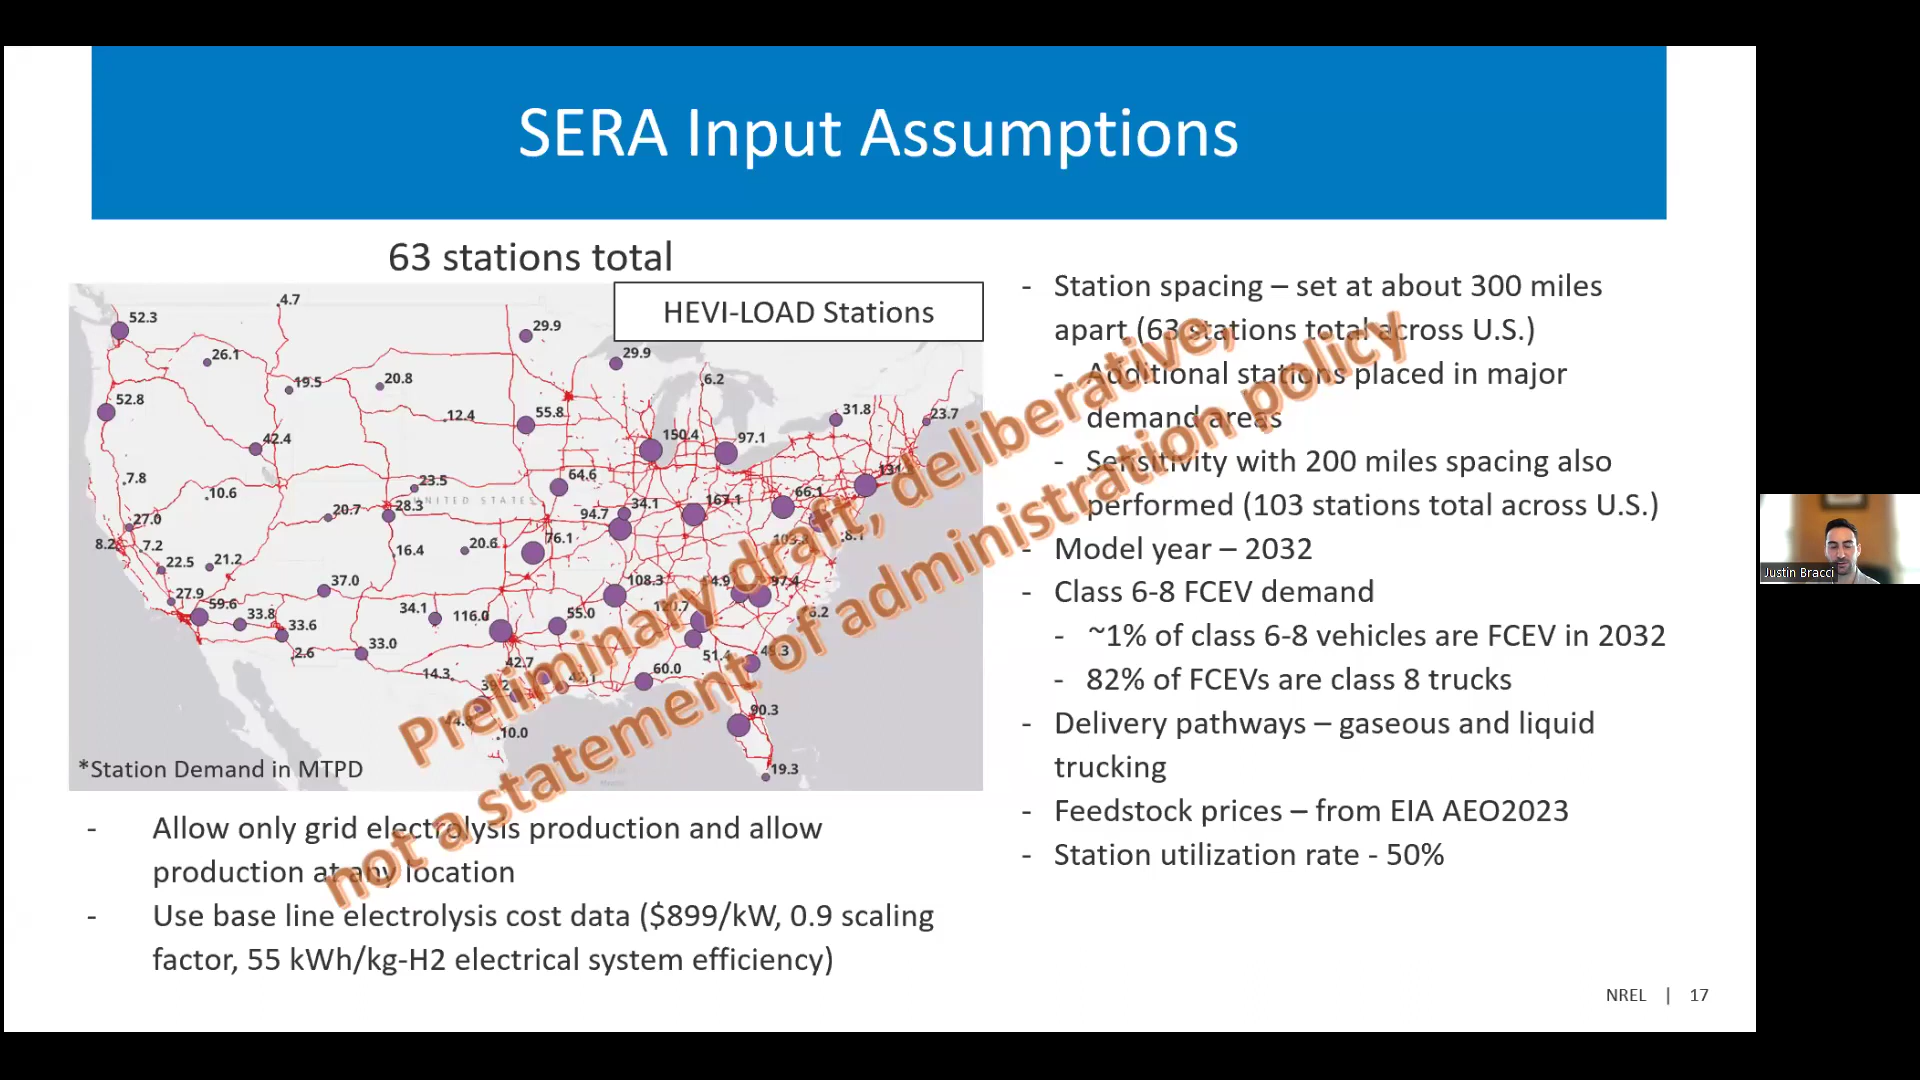 SERA Input Assumptions
63 stations total
HEVI-LOAD Stations
4.7
52.3
29.9
26.1
29.9
19.5
20.8
6.2
52.8
12.4
55.8
31.8
23.7
42.4
150.4
97.1
7.8
23.5
64.6
131
10.6
UNITED STATES
66.1
20.7
28.3
34.1
167.1
27.0
94.7
8.2
7.2
16.4
20.6
76.1
8.1
22.5
21.2
37.0
108.3
4.9
97.4
27.9
59.6
33.8
34.1
116.0
55.0
6.2
33.6
2.6
33.0
42.7
51.4
60.0
14.3
90.3
10.0
19.3
*Station Demand in MTPD
- Allow only grid electrolysis production and allow
production at any location
- Use base line electrolysis cost data ($899/kW, 0.9 scaling
factor, 55 kWh/kg-H2 electrical system efficiency)
- Station spacing – set at about 300 miles
apart (63 stations total across U.S.)
- Additional stations placed in major
demand areas
- Sensitivity with 200 miles spacing also
performed (103 stations total across U.S.)
- Model year – 2032
- Class 6-8 FCEV demand
- ~1% of class 6-8 vehicles are FCEV in 2032
- 82% of FCEVs are class 8 trucks
- Delivery pathways – gaseous and liquid
trucking
- Feedstock prices – from EIA AEO2023
- Station utilization rate - 50%
Preliminary draft, deliberative,
not a statement of administration policy
NREL | 17
Justin Bracci